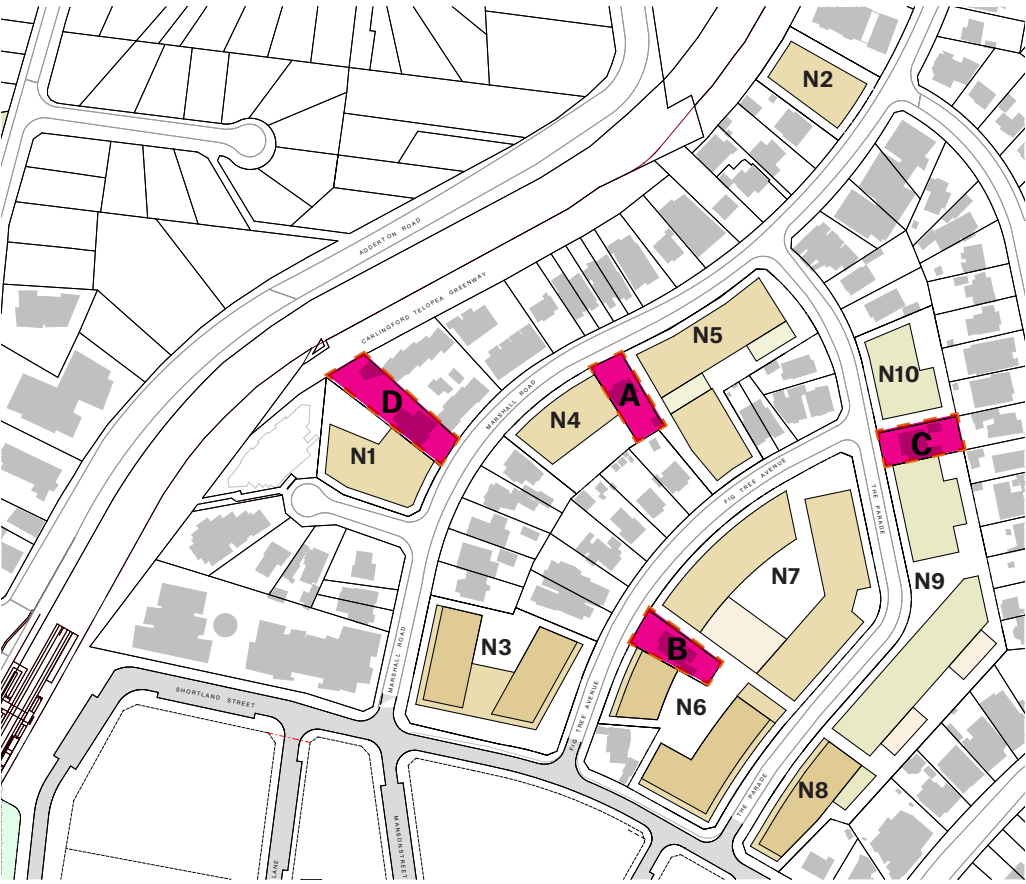 N2
ADDERTON ROAD
CARLINGFORD TELOPEA GREENWAY
N5
N10
D
MARSHALL ROAD
A
N4
C
N1
FIG TREE AVENUE
THE PARADE
N7
N9
N3
B
MARSHALL ROAD
SHORTLAND STREET
N6
FIG TREE AVENUE
THE PARADE
N8
MANSON STREET
LANE